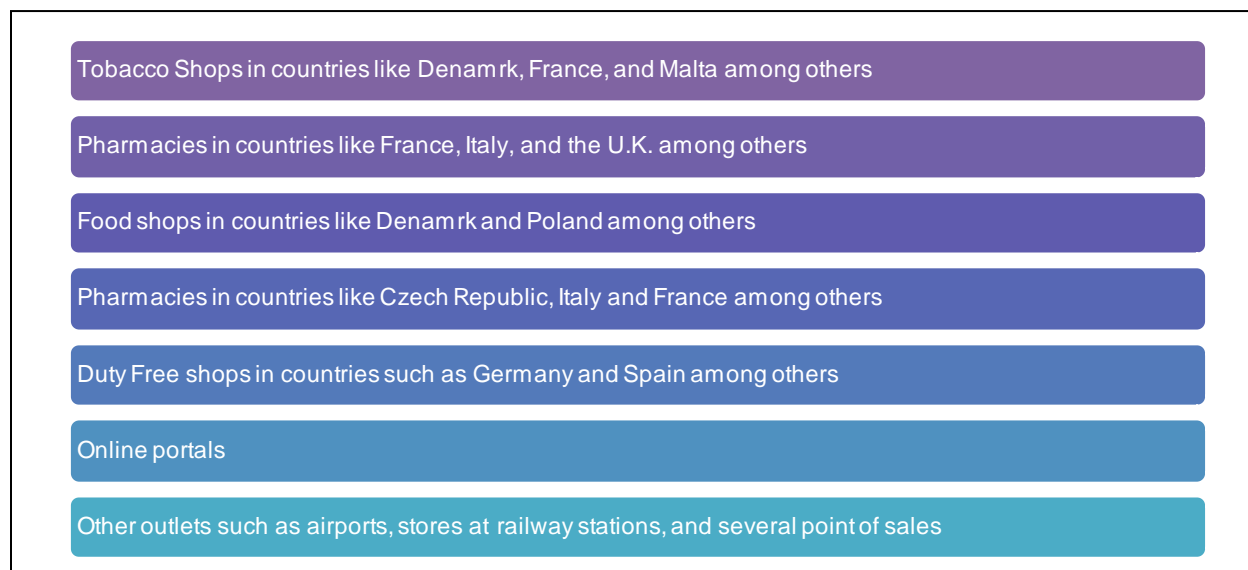 Tobacco Shops in countries like Denamrk, France, and Malta among others
Pharmacies in countries like France, Italy, and the U.K. among others
Food shops in countries like Denamrk and Poland among others
Pharmacies in countries like Czech Republic, Italy and France among others
Duty Free shops in countries such as Germany and Spain among others
Online portals
Other outlets such as airports, stores at railway stations, and several point of sales